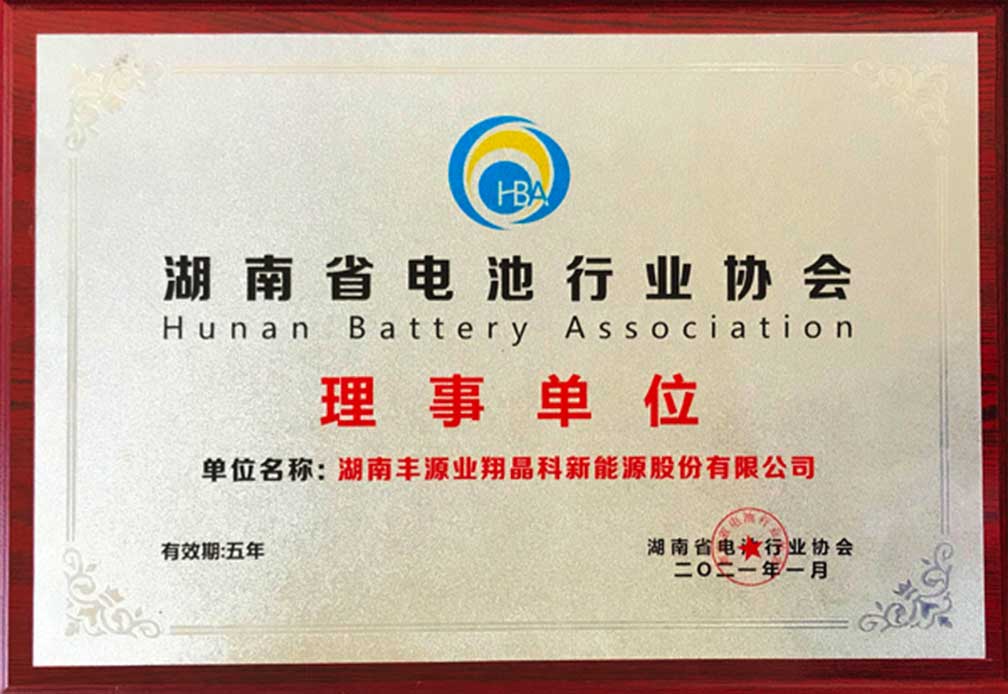 HBA
湖南省电池行业协会
Hunan Battery Association
理事单位
单位名称：湖南丰源业翔晶科新能源股份有限公司
有效期:五年
湖南省电池行业协会
二〇二一年一月